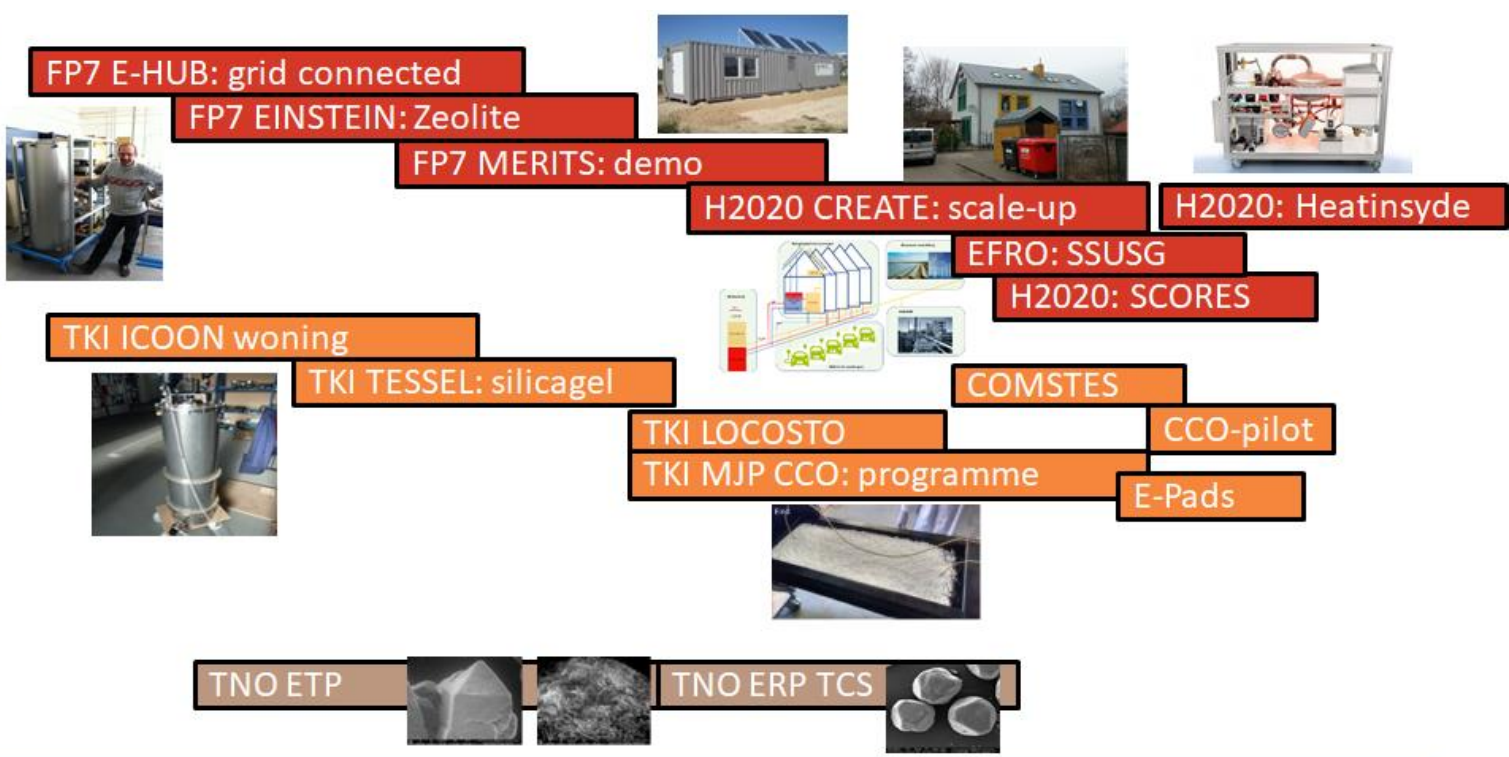 FP7 E-HUB: grid connected
FP7 EINSTEIN: Zeolite
FP7 MERITS: demo
H2020 CREATE: scale-up
H2020: Heatinsyde
EFRO: SSUSG
H2020: SCORES
TKI ICOON woning
TKI TESSEL: silicagel
COMSTES
TKI LOCOSTO
CCO-pilot
TKI MJP CCO: programme
E-Pads
TNO ETP
TNO ERP TCS